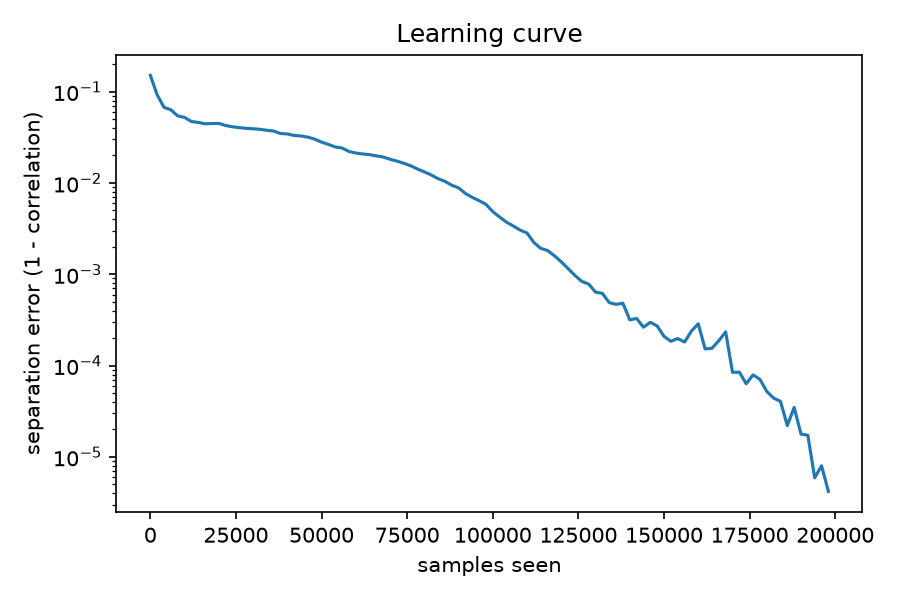 Learning curve
separation error (1 - correlation)
10⁻¹
10⁻²
10⁻³
10⁻⁴
10⁻⁵
0 25000 50000 75000 100000 125000 150000 175000 200000
samples seen